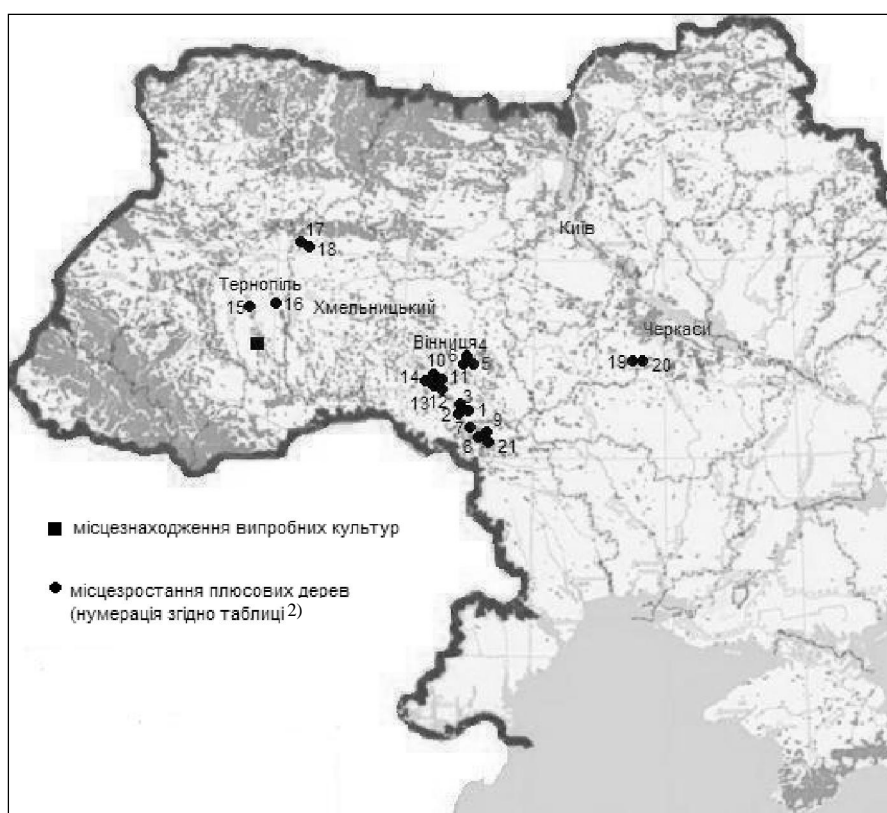 17
18
Київ
Тернопіль
15
16
Хмельницький
Черкаси
Вінниця
4
6
5
19
20
10
11
14
13
12
3
2
1
7
9
6
21
місцезнаходження випробних культур
місцезростання плюсових дерев
(нумерація згідно таблиці 2)